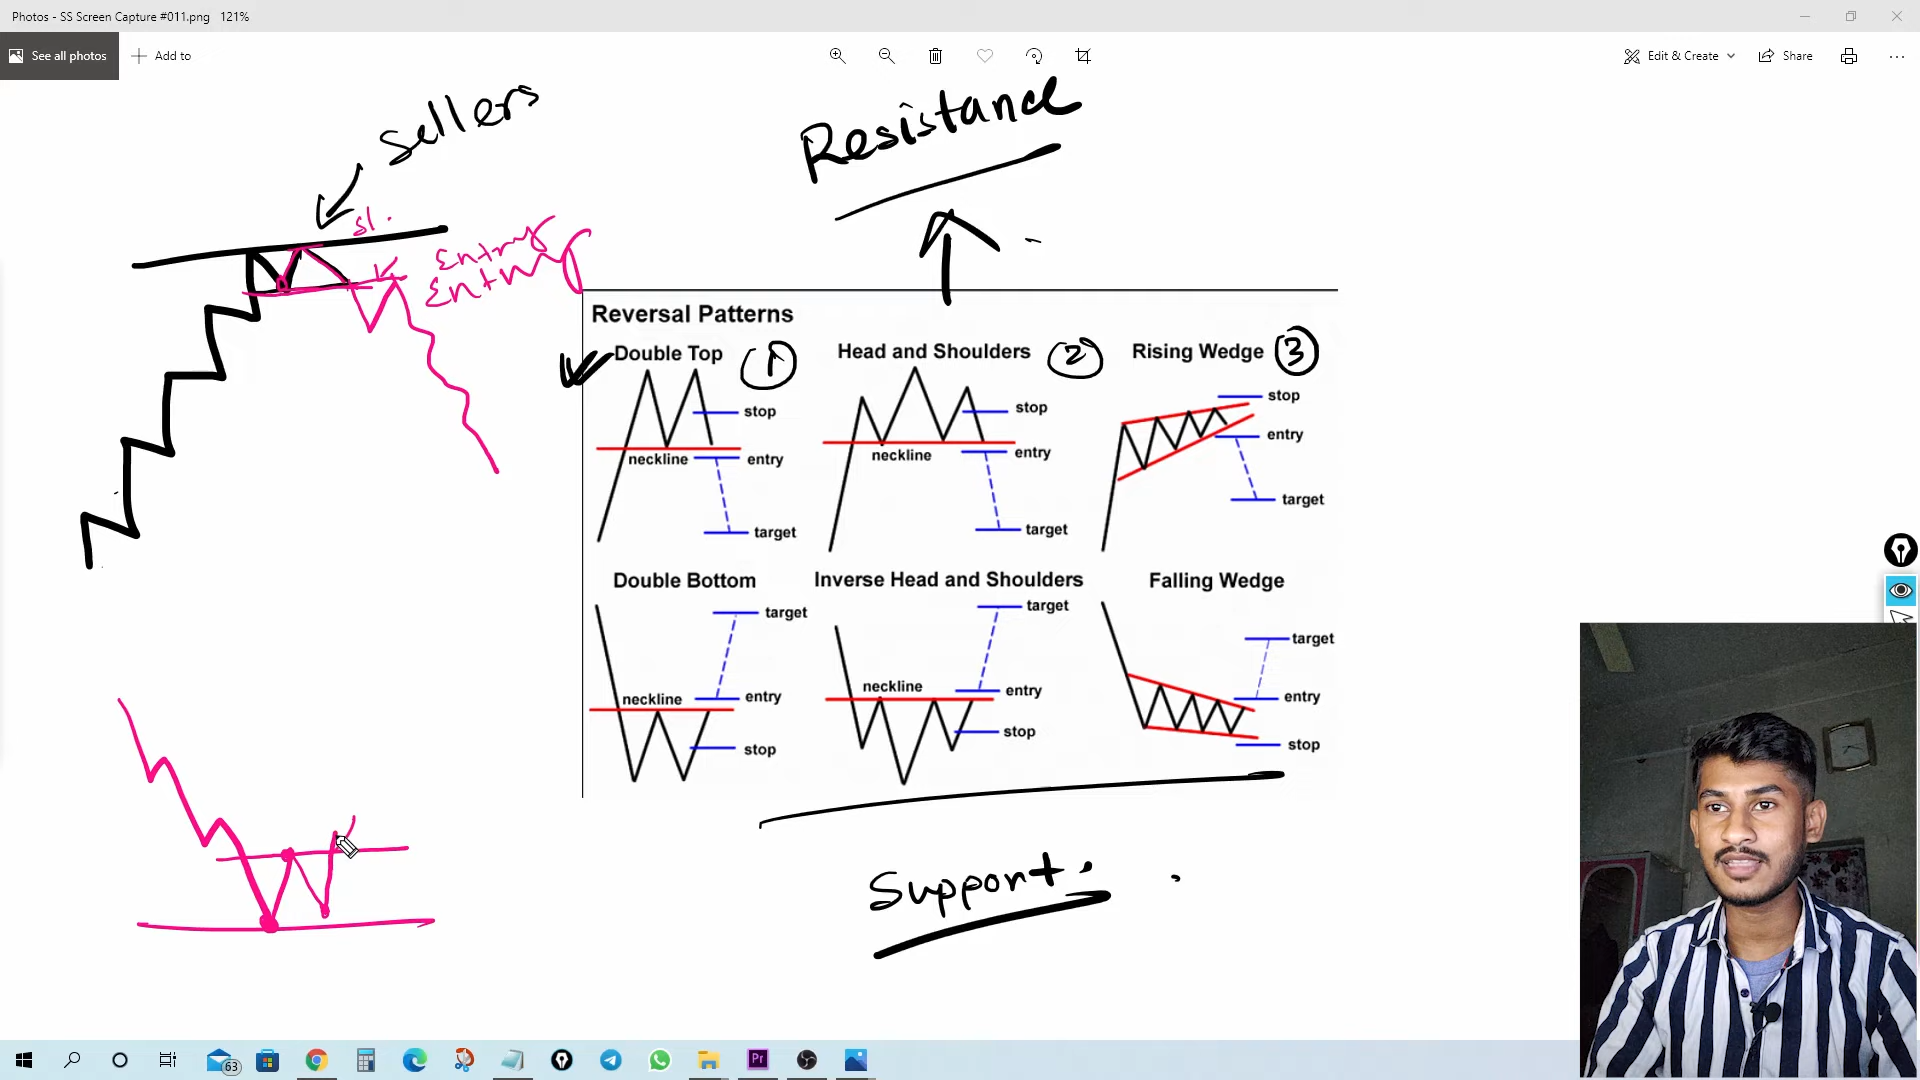 Photos - SS Screen Capture #011.png 121%
See all photos
Add to
Edit & Create
Share
Sellers
Resistance
sl.
Entry
Entry
Reversal Patterns
Double Top
1
stop
neckline
entry
target
Head and Shoulders
2
stop
neckline
entry
target
Rising Wedge
3
stop
entry
target
Double Bottom
target
neckline
entry
stop
Inverse Head and Shoulders
target
neckline
entry
stop
Falling Wedge
target
entry
stop
Support.
63
Pr